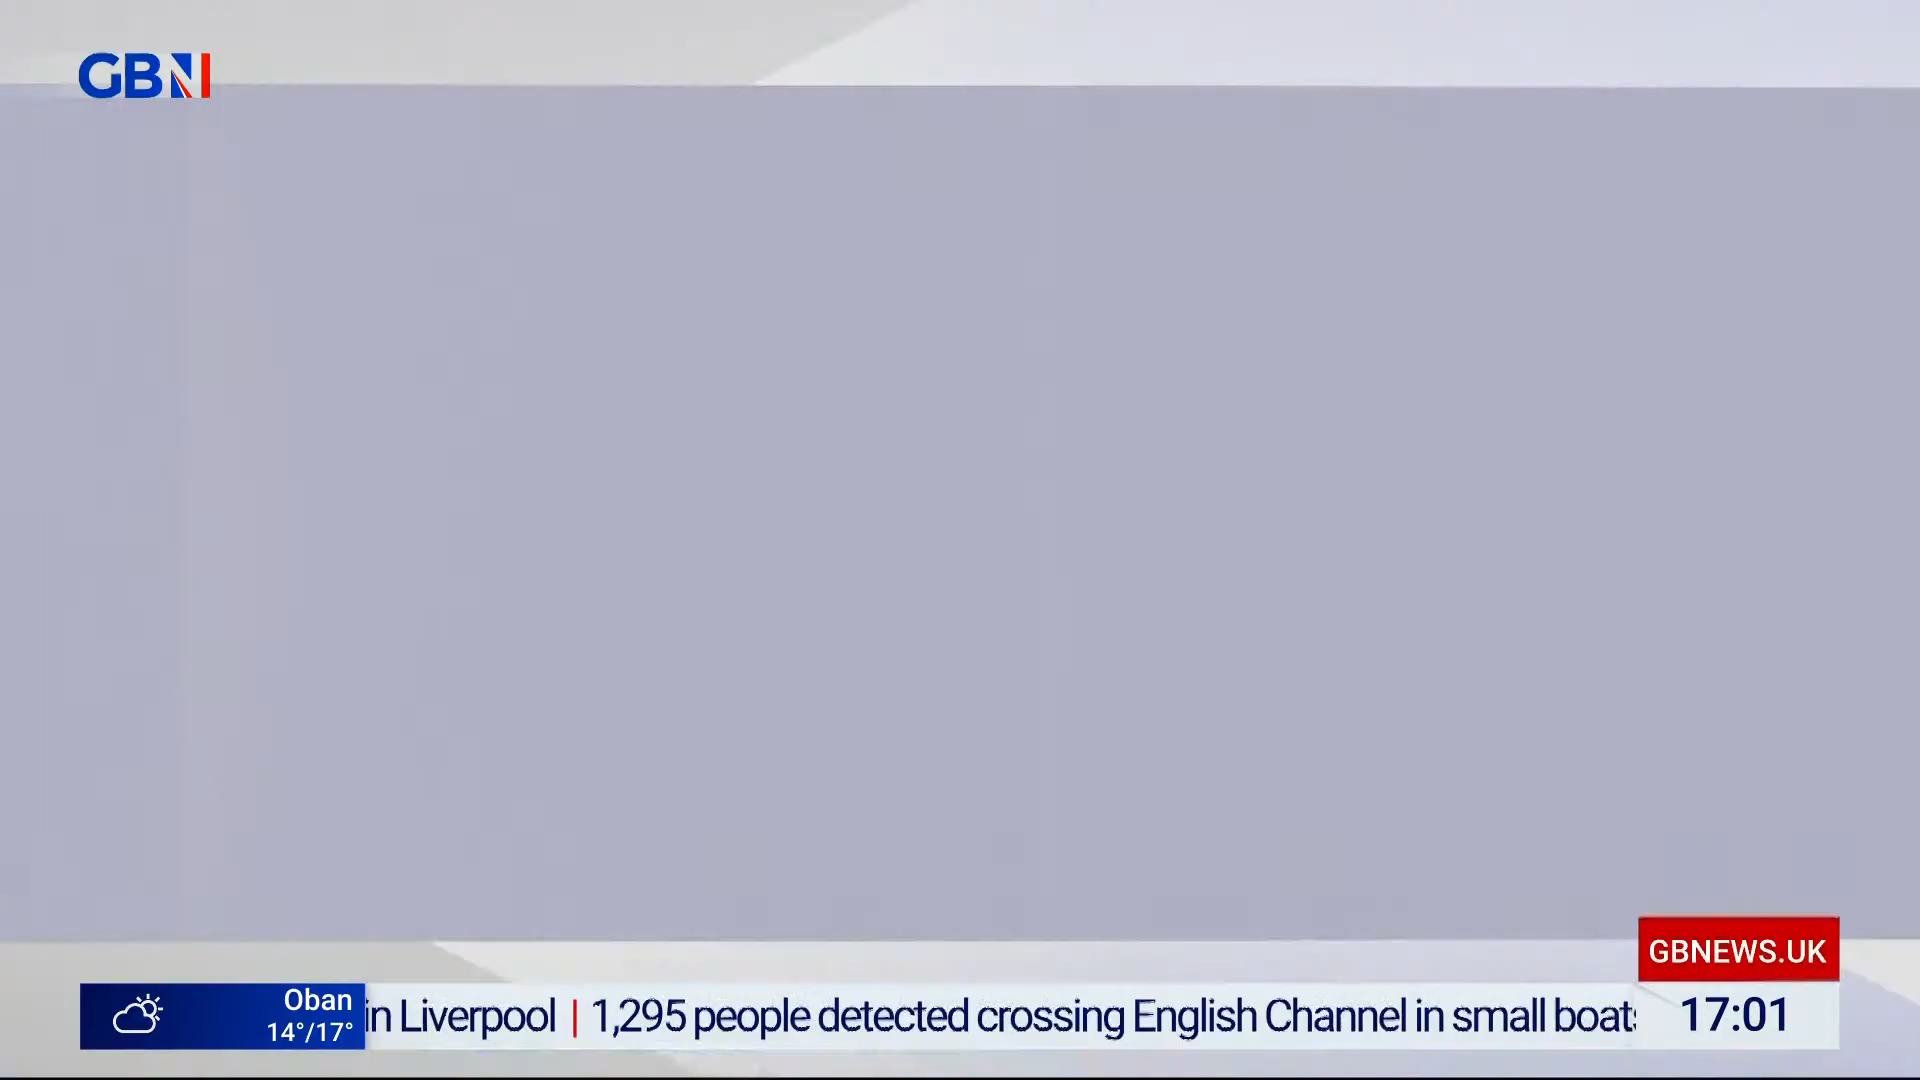 GBN
GBNEWS.UK
Oban
14°/17°
in Liverpool | 1,295 people detected crossing English Channel in small boats
17:01